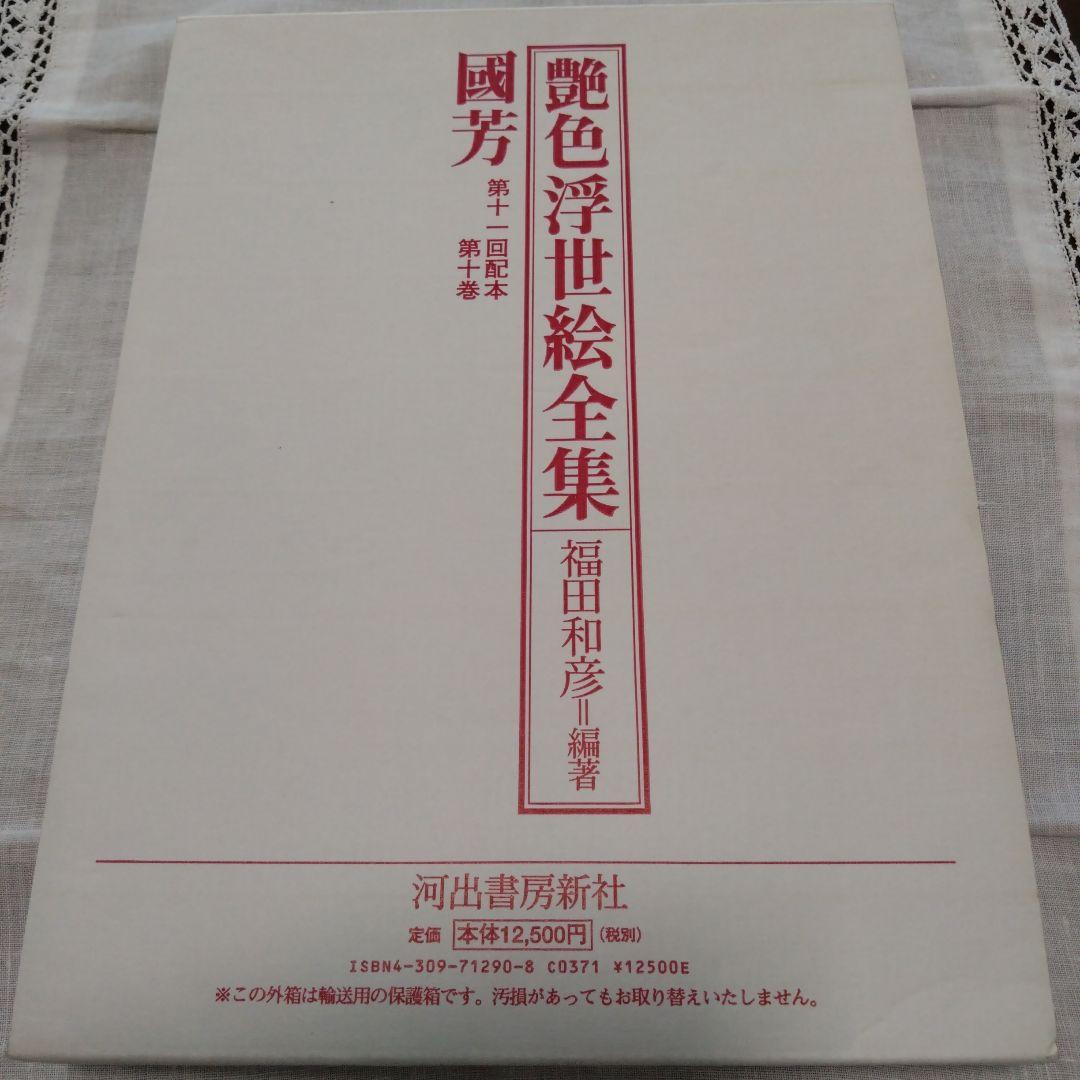 艶色浮世絵全集
福田和彦=編著
國芳
第十一回配本
第十巻
河出書房新社
定価 本体12,500円 (税別)
ISBN4-309-71290-8 C0371 ¥12500E
※この外箱は輸送用の保護箱です。汚損があってもお取り替えいたしません。